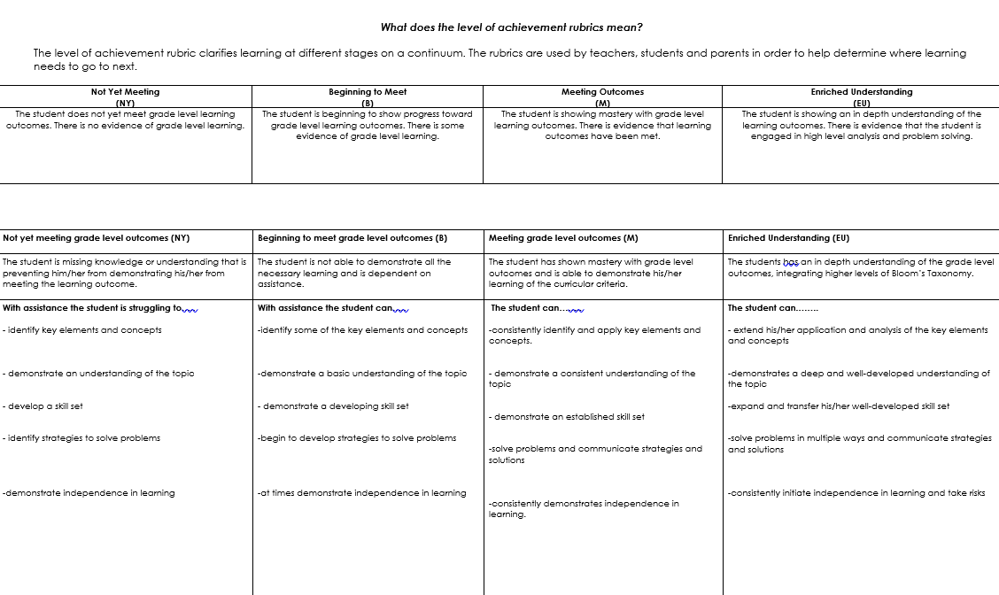 What does the level of achievement rubrics mean?
The level of achievement rubric clarifies learning at different stages on a continuum. The rubrics are used by teachers, students and parents in order to help determine where learning
needs to go to next.
Not Yet Meeting
(NY)
The student does not yet meet grade level learning
outcomes. There is no evidence of grade level learning.
Beginning to Meet
(B)
The student is beginning to show progress toward
grade level learning outcomes. There is some
evidence of grade level learning.
Meeting Outcomes
(M)
The student is showing mastery with grade level
learning outcomes. There is evidence that learning
outcomes have been met.
Enriched Understanding
(EU)
The student is showing an in depth understanding of the
learning outcomes. There is evidence that the student is
engaged in high level analysis and problem solving.
Not yet meeting grade level outcomes (NY)
The student is missing knowledge or understanding that is
preventing him/her from demonstrating his/her from
meeting the learning outcome.
With assistance the student is struggling to
- identify key elements and concepts
- demonstrate an understanding of the topic
- develop a skill set
- identify strategies to solve problems
-demonstrate independence in learning
Beginning to meet grade level outcomes (B)
The student is not able to demonstrate all the
necessary learning and is dependent on
assistance.
With assistance the student can
-identify some of the key elements and concepts
-demonstrate a basic understanding of the topic
- demonstrate a developing skill set
-begin to develop strategies to solve problems
-at times demonstrate independence in learning
Meeting grade level outcomes (M)
The student has shown mastery with grade level
outcomes and is able to demonstrate his/her
learning of the curricular criteria.
The student can...
-consistently identify and apply key elements and
concepts.
- demonstrate a consistent understanding of the
topic
- demonstrate an established skill set
-solve problems and communicate strategies and
solutions
-consistently demonstrates independence in
learning.
Enriched Understanding (EU)
The students has an in depth understanding of the grade level
outcomes, integrating higher levels of Bloom's Taxonomy.
The student can........
- extend his/her application and analysis of the key elements
and concepts
-demonstrates a deep and well-developed understanding of
the topic
-expand and transfer his/her well-developed skill set
-solve problems in multiple ways and communicate strategies
and solutions
-consistently initiate independence in learning and take risks